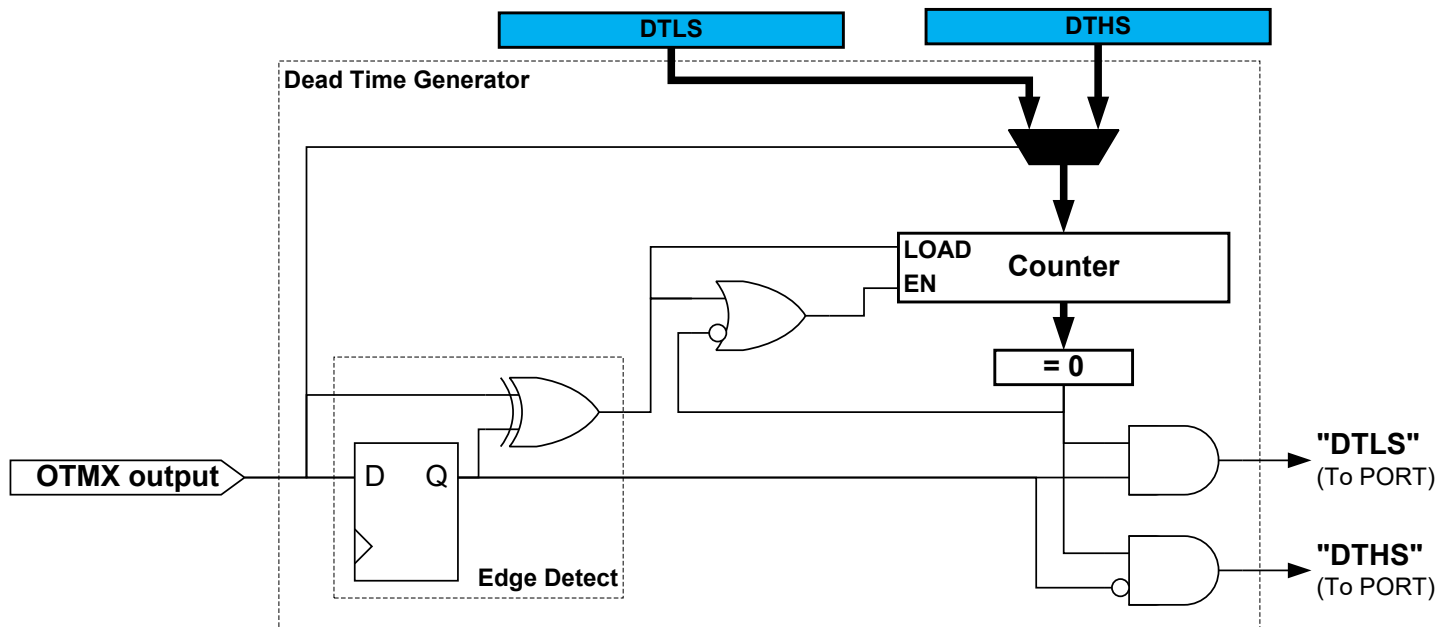 DTLS
DTHS
Dead Time Generator
LOAD
Counter
EN
= 0
OTMX output
D
Q
Edge Detect
"DTLS"
(To PORT)
"DTHS"
(To PORT)